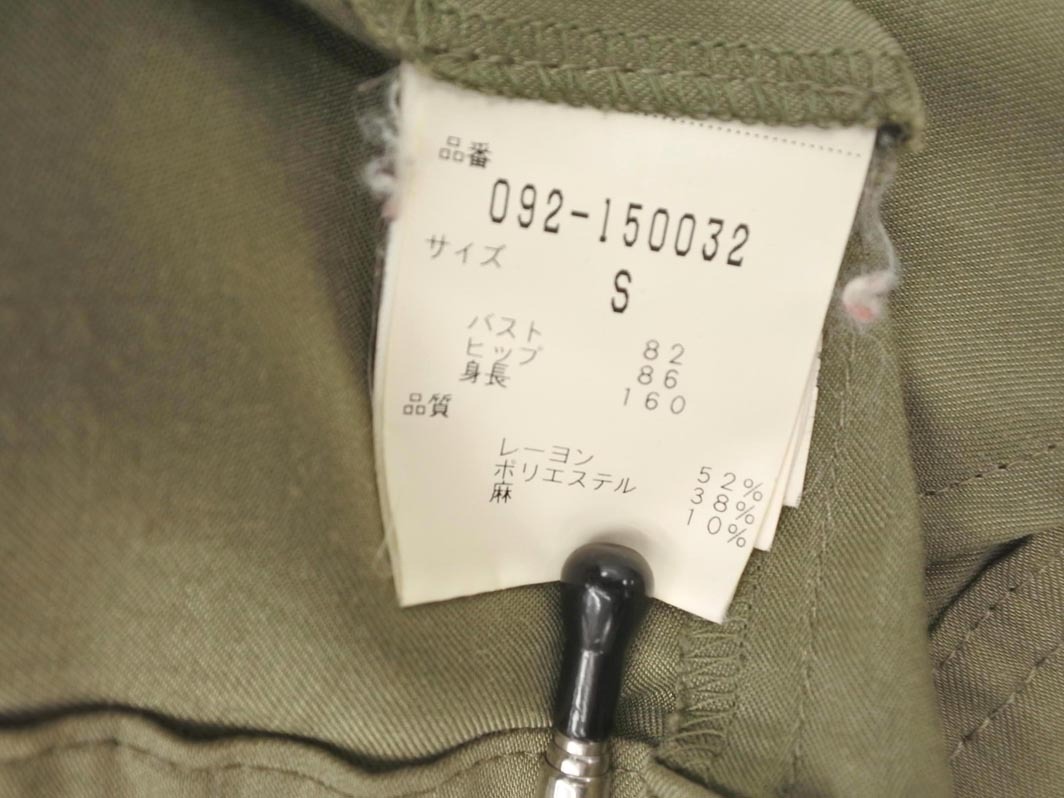 品番
092-150032
サイズ
S
バスト 82
ヒップ 86
身長 160
品質
レーヨン 52%
ポリエステル 38%
麻 10%